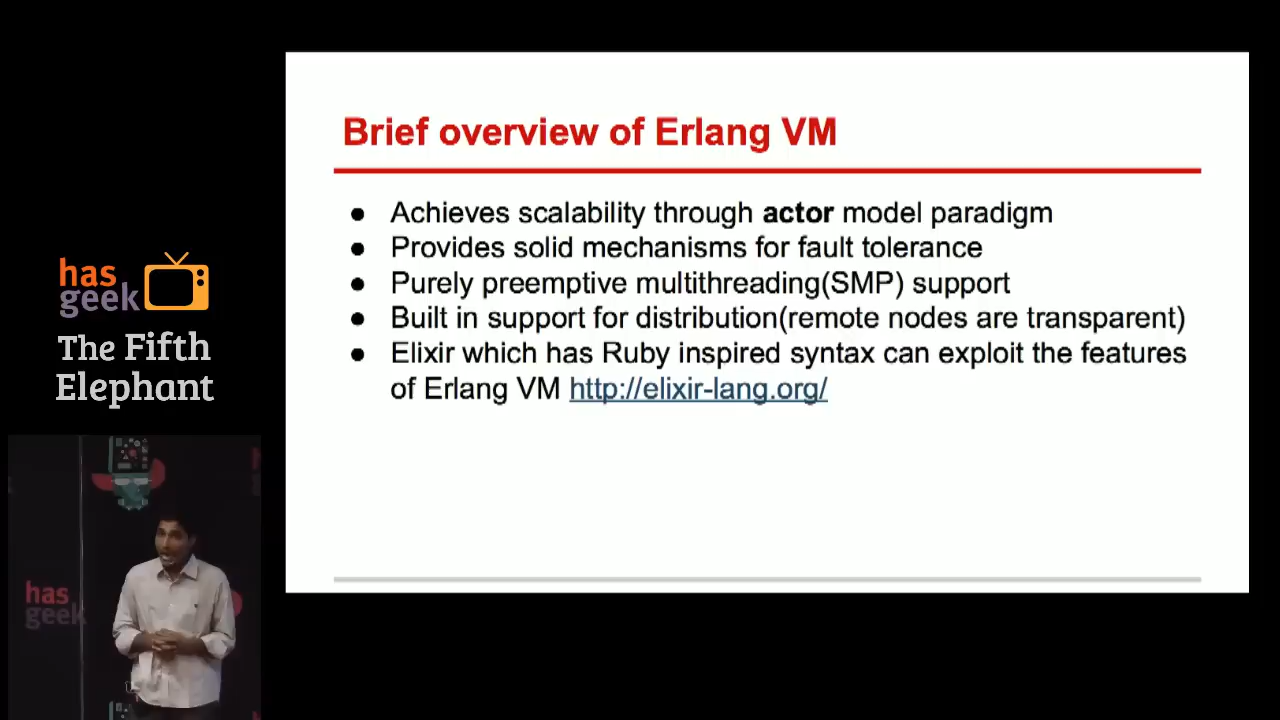 Brief overview of Erlang VM
● Achieves scalability through actor model paradigm
● Provides solid mechanisms for fault tolerance
● Purely preemptive multithreading(SMP) support
● Built in support for distribution(remote nodes are transparent)
● Elixir which has Ruby inspired syntax can exploit the features
of Erlang VM http://elixir-lang.org/
has
geek
The Fifth
Elephant
has
geek